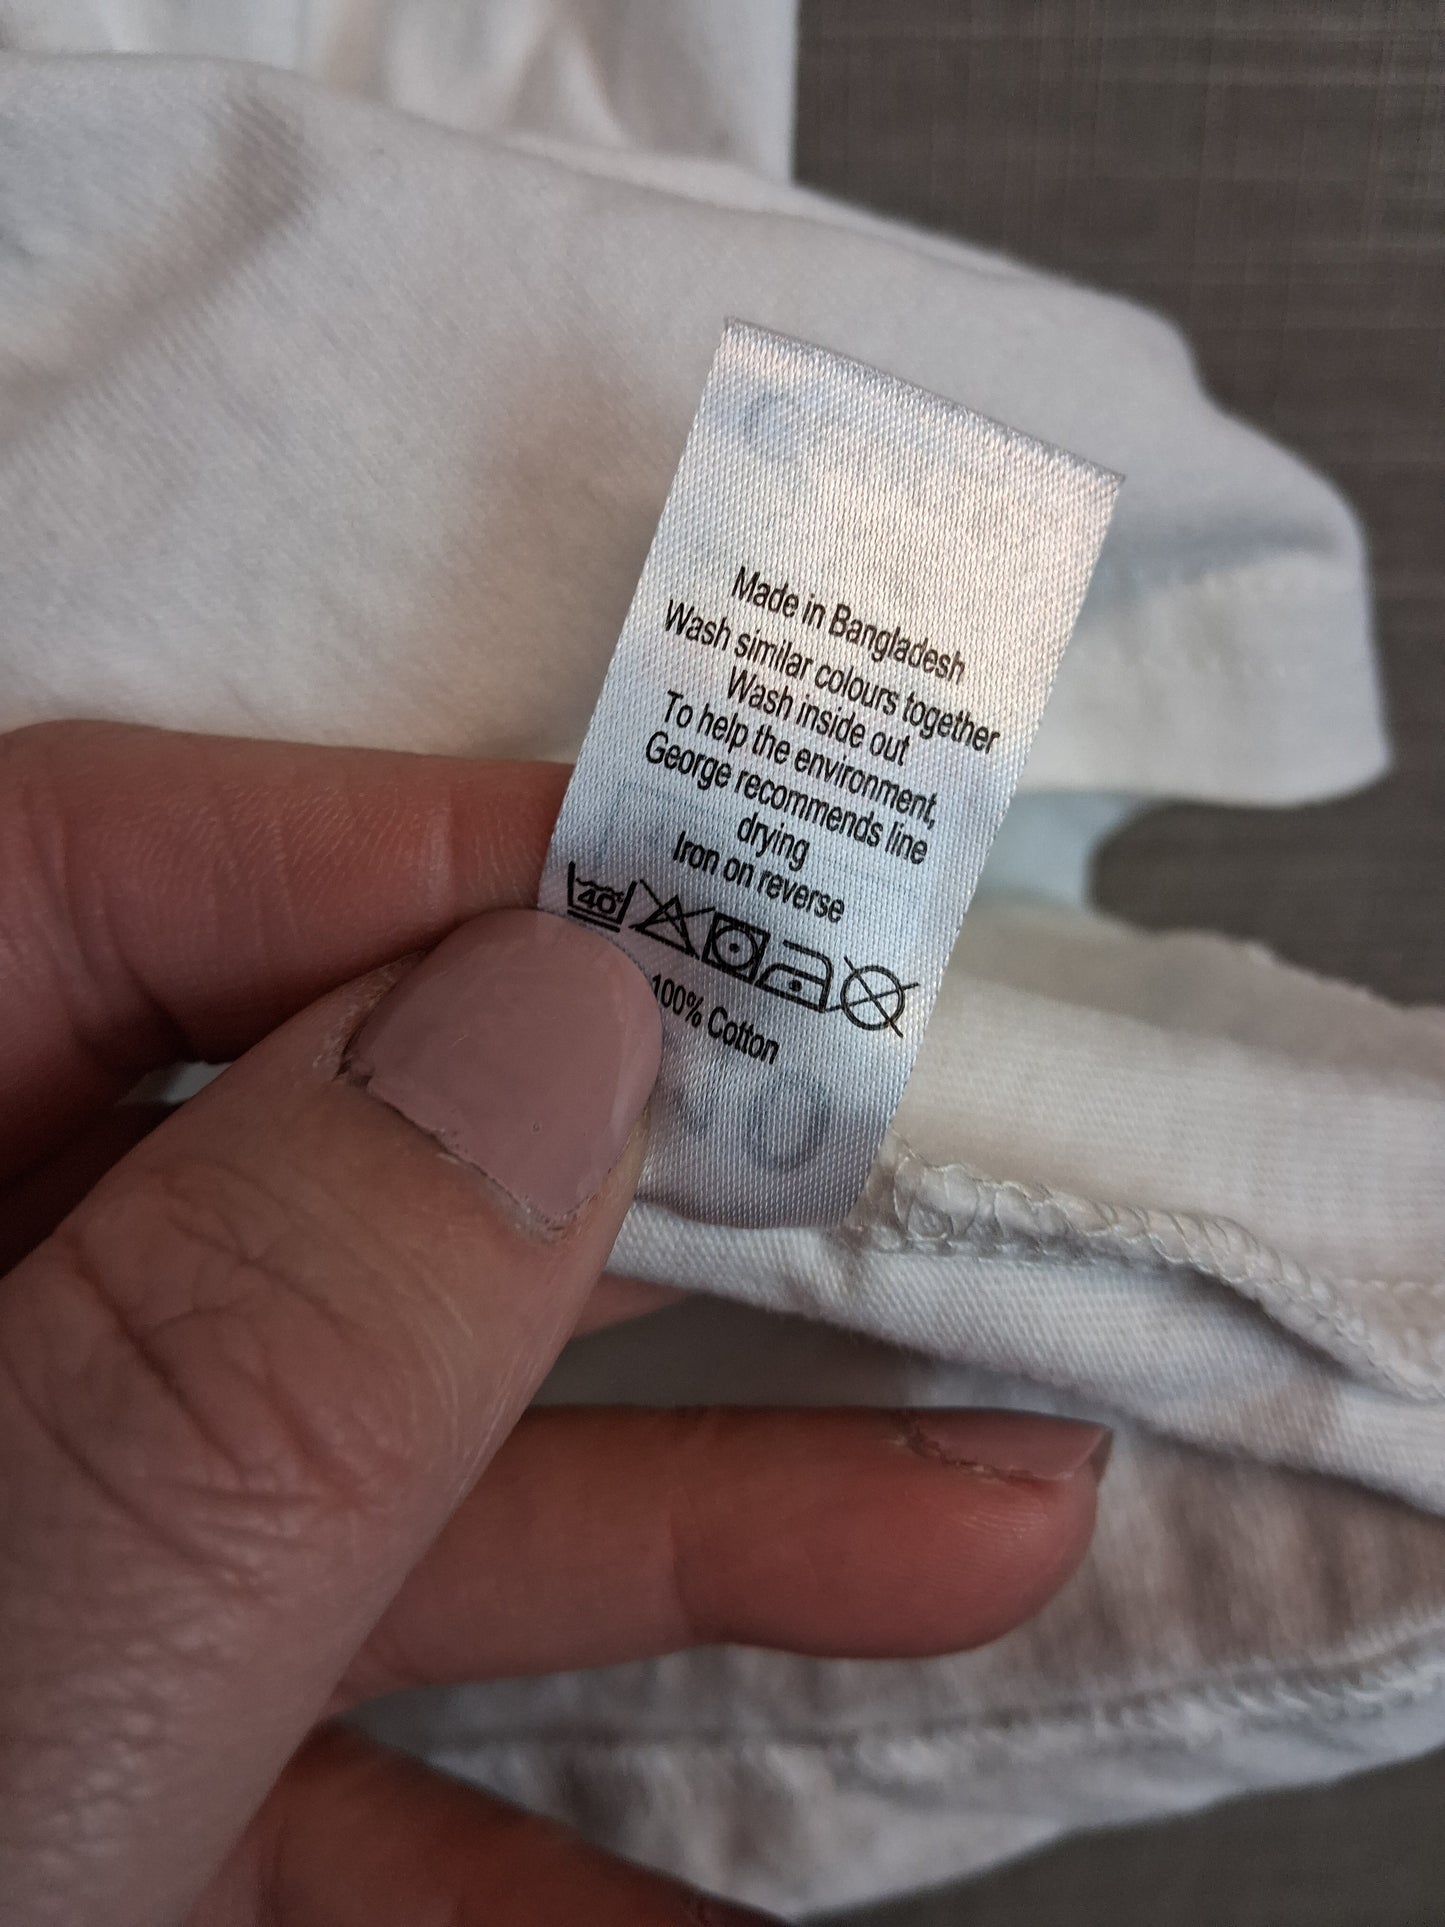 Made in Bangladesh
Wash similar colours together
Wash inside out
To help the environment,
George recommends line
drying
Iron on reverse
40°
100% Cotton